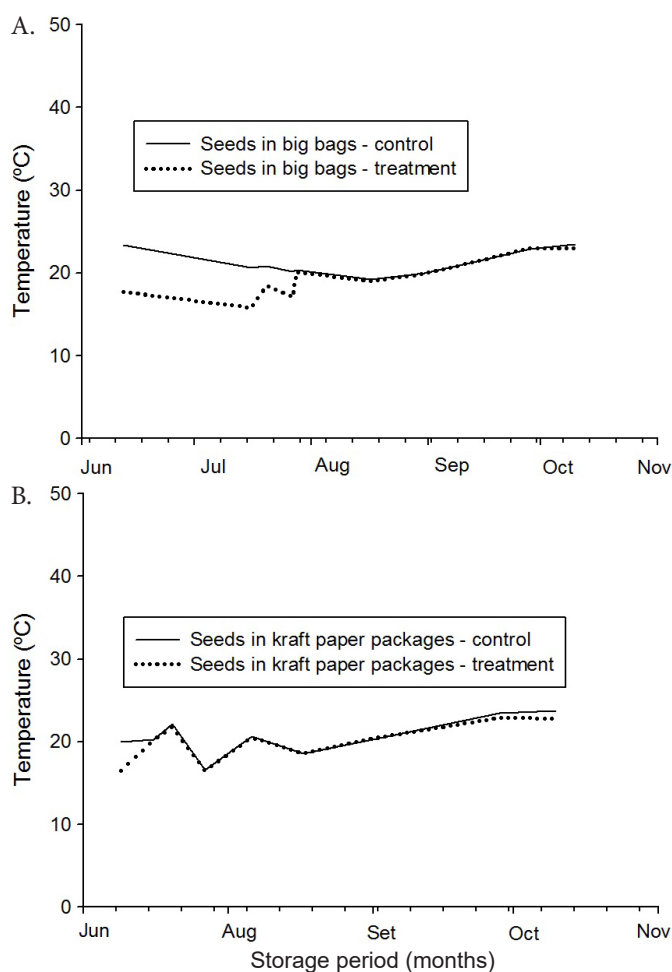 A.
50
40
30
20
10
0
Temperature (ºC)
Seeds in big bags - control
Seeds in big bags - treatment
Jun Jul Aug Sep Oct Nov
B.
50
40
30
20
10
0
Temperature (ºC)
Seeds in kraft paper packages - control
Seeds in kraft paper packages - treatment
Jun Aug Set Oct Nov
Storage period (months)